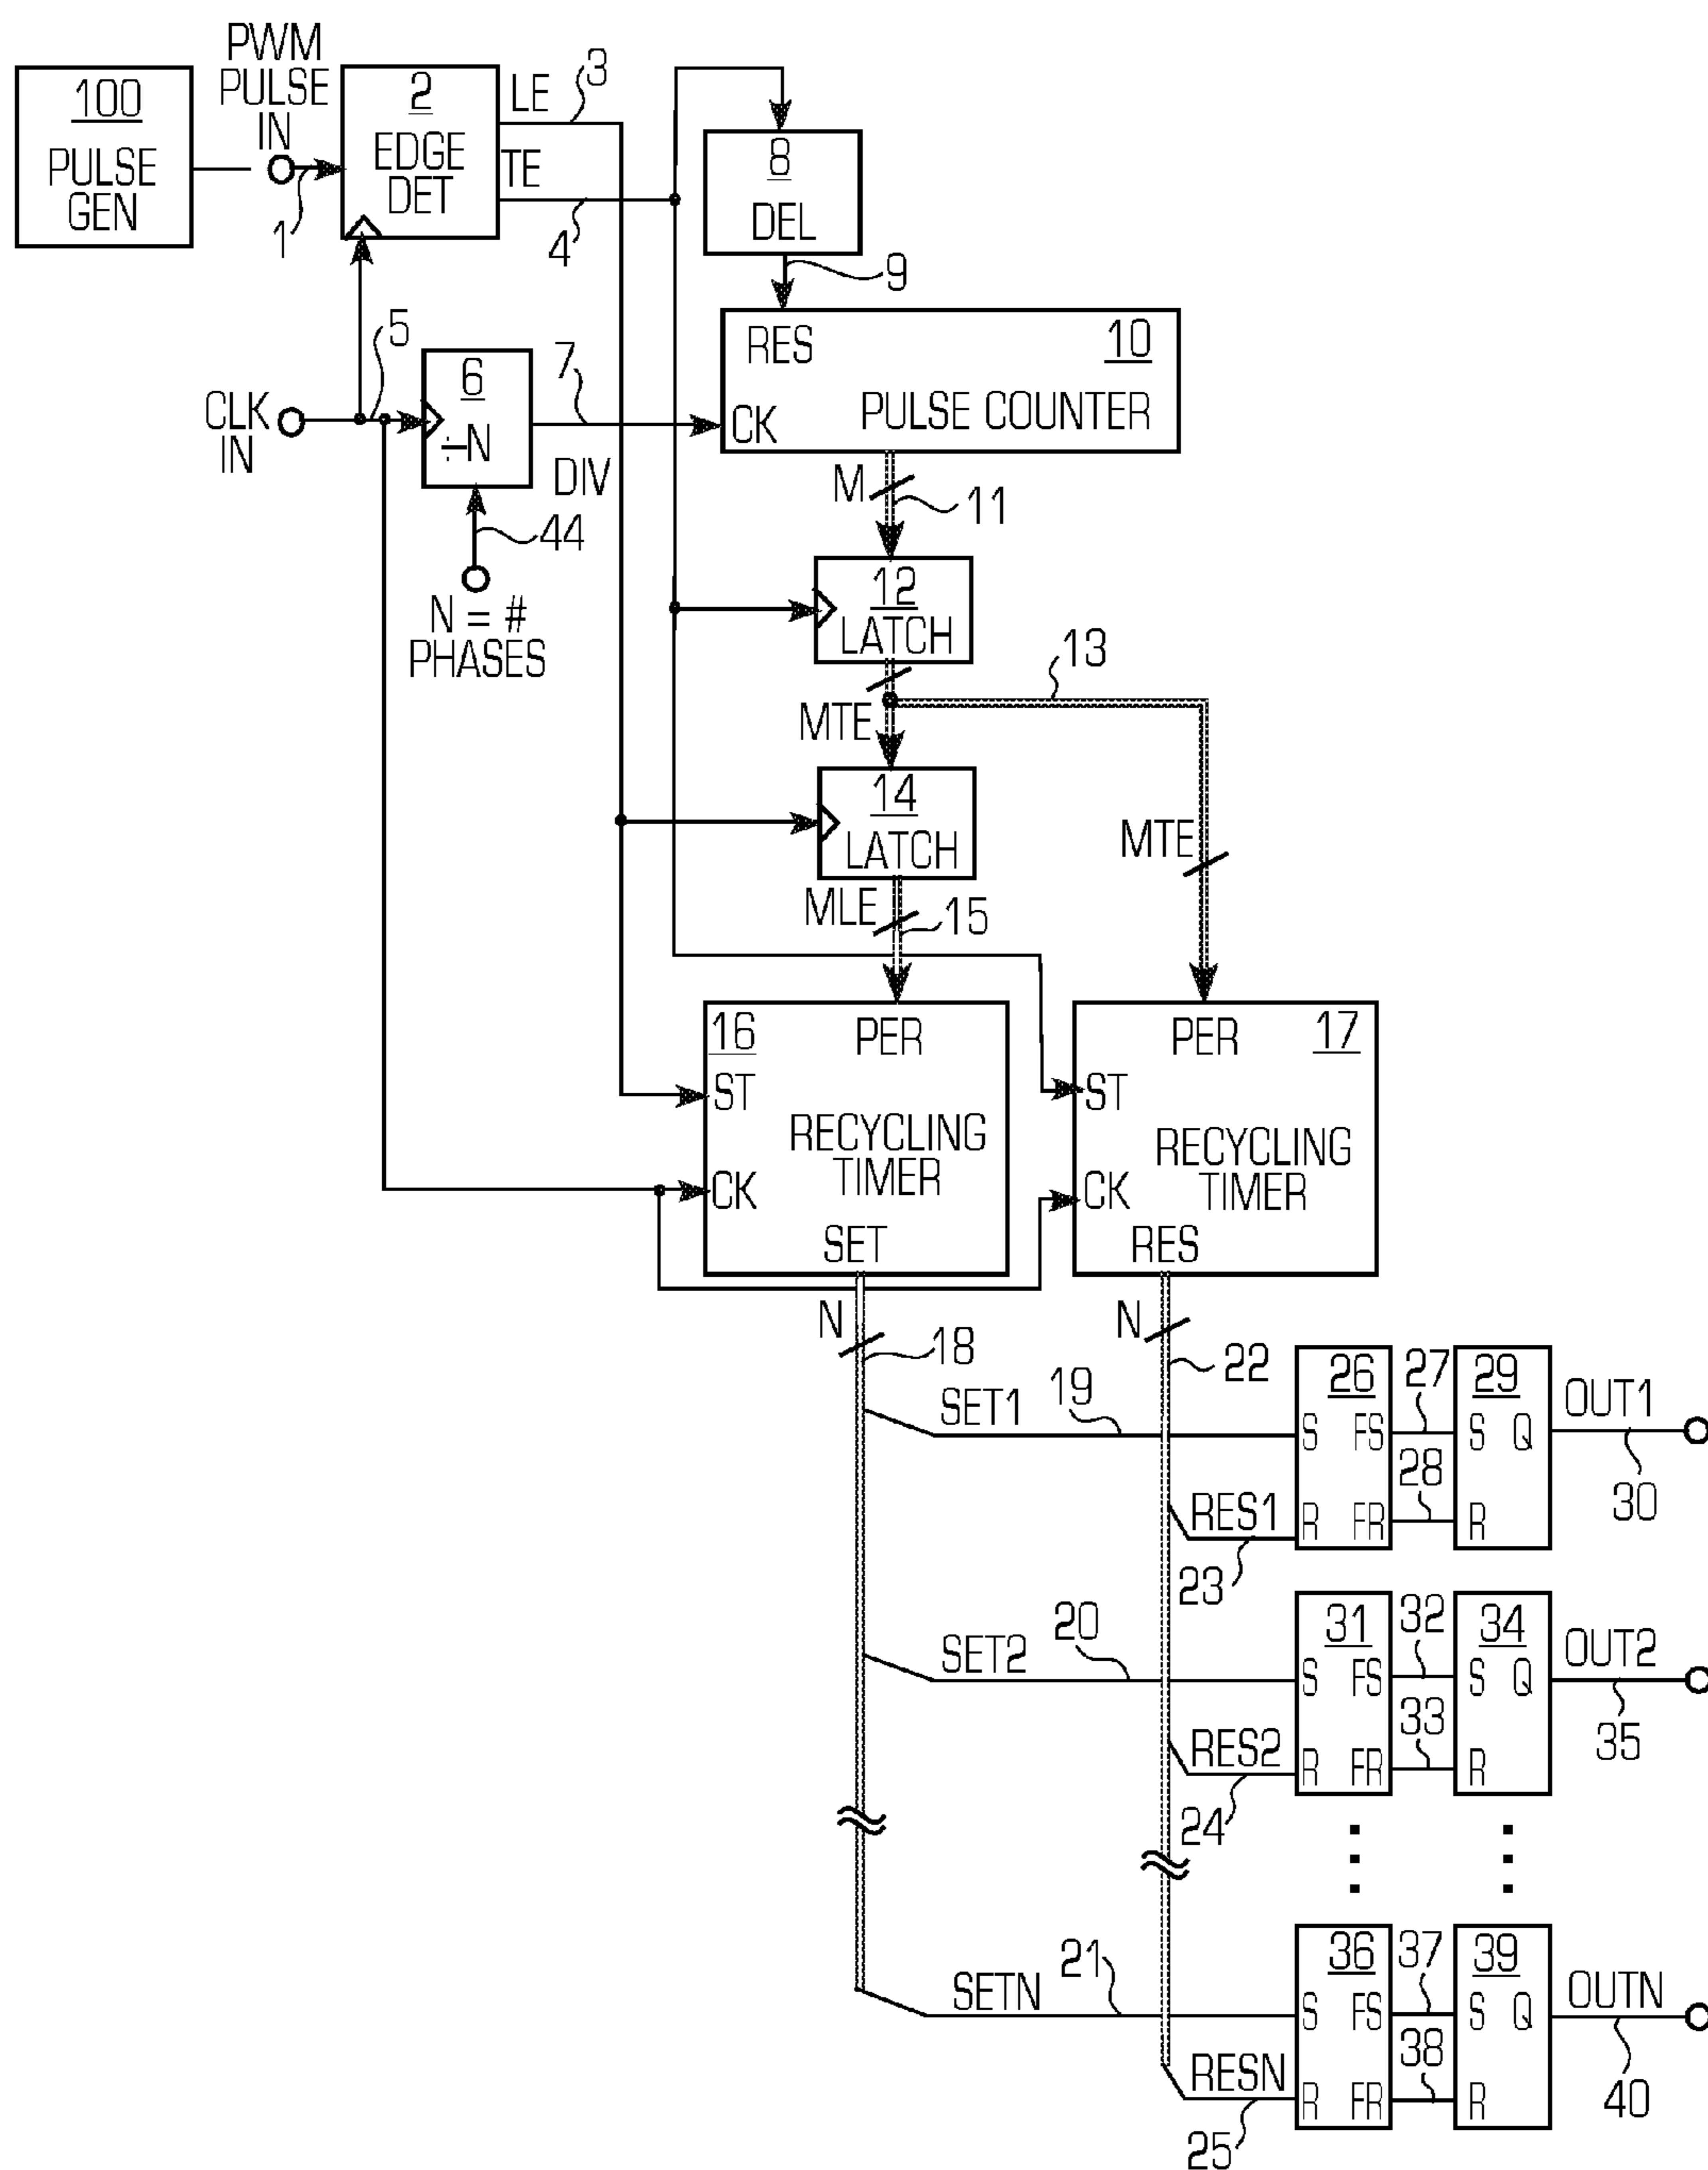 100
PULSE
GEN
PWM
PULSE
IN
1
2
EDGE
DET
LE
3
TE
4
8
DEL
9
CLK
IN
5
6
÷N
7
DIV
44
N = #
PHASES
RES
10
CK
PULSE COUNTER
M
11
12
LATCH
13
MTE
14
LATCH
MTE
MLE
15
16
PER
ST
RECYCLING
TIMER
CK
SET
PER
17
ST
RECYCLING
TIMER
CK
RES
N
18
N
22
SET1
19
RES1
23
26
S
FS
R
FR
27
28
29
S
Q
R
OUT1
30
SET2
20
RES2
24
31
S
FS
R
FR
32
33
34
S
Q
R
OUT2
35
SETN
21
RESN
25
36
S
FS
R
FR
37
38
39
S
Q
R
OUTN
40